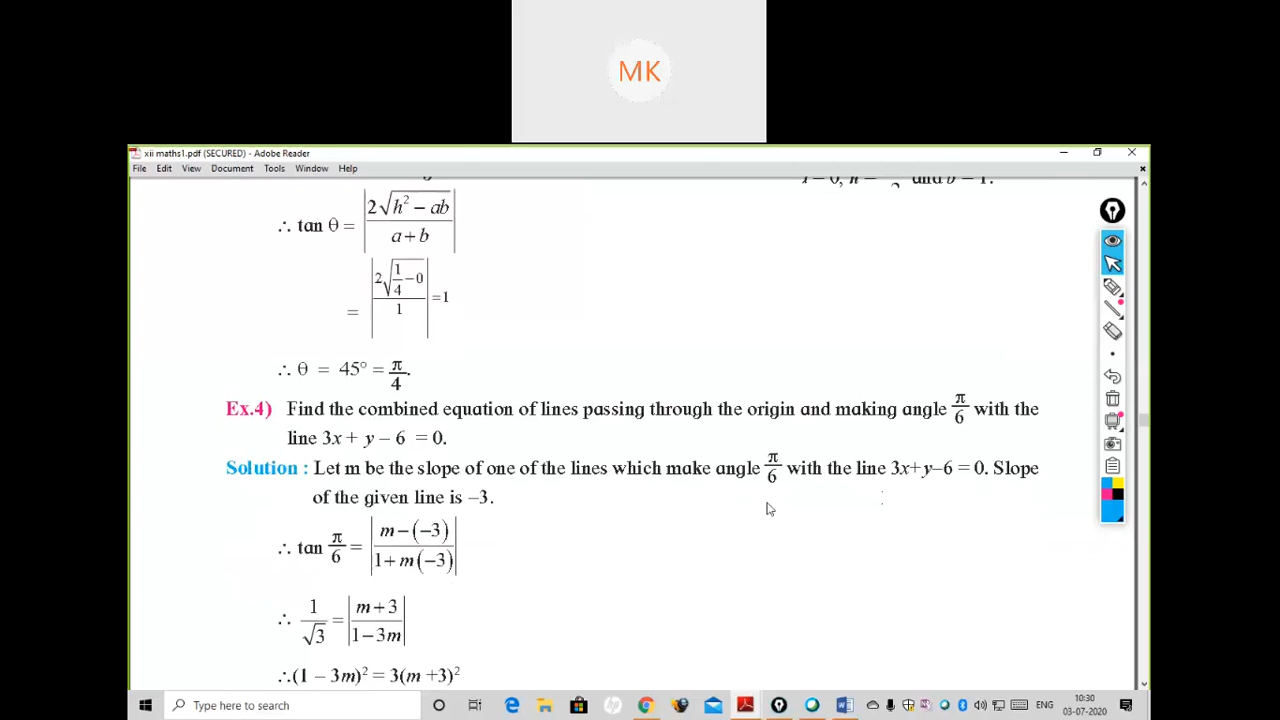 MK
xii maths1.pdf (SECURED) - Adobe Reader
File Edit View Document Tools Window Help
and b = 1.
∴ tan θ = |2√(h² − ab) / (a + b)|
= |2√(1/4 − 0) / 1| = 1
∴ θ = 45° = π/4.
Ex.4) Find the combined equation of lines passing through the origin and making angle π/6 with the
line 3x + y – 6 = 0.
Solution : Let m be the slope of one of the lines which make angle π/6 with the line 3x+y–6 = 0. Slope
of the given line is –3.
∴ tan π/6 = |(m − (−3)) / (1 + m(−3))|
∴ 1/√3 = |(m + 3) / (1 − 3m)|
∴(1 – 3m)² = 3(m +3)²
Type here to search
ENG
10:30
03-07-2020